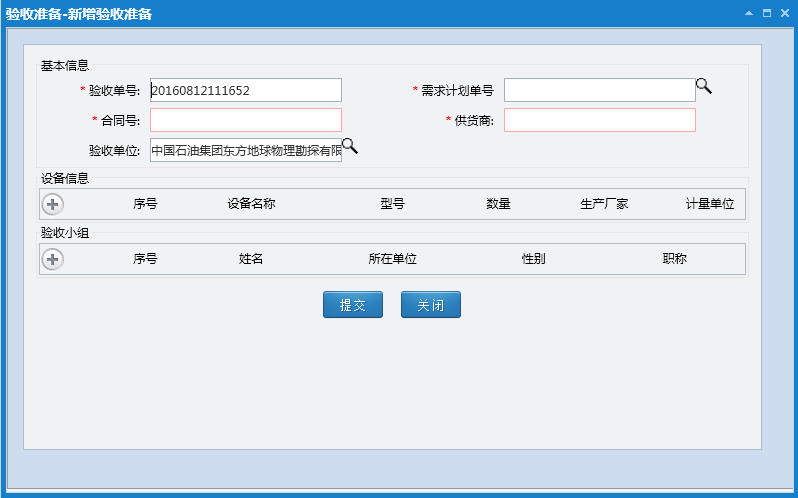 验收准备-新增验收准备
基本信息
* 验收单号: 20160812111652 * 需求计划单号
* 合同号: * 供货商:
验收单位: 中国石油集团东方地球物理勘探有限
设备信息
序号 设备名称 型号 数量 生产厂家 计量单位
验收小组
序号 姓名 所在单位 性别 职称
提交 关闭